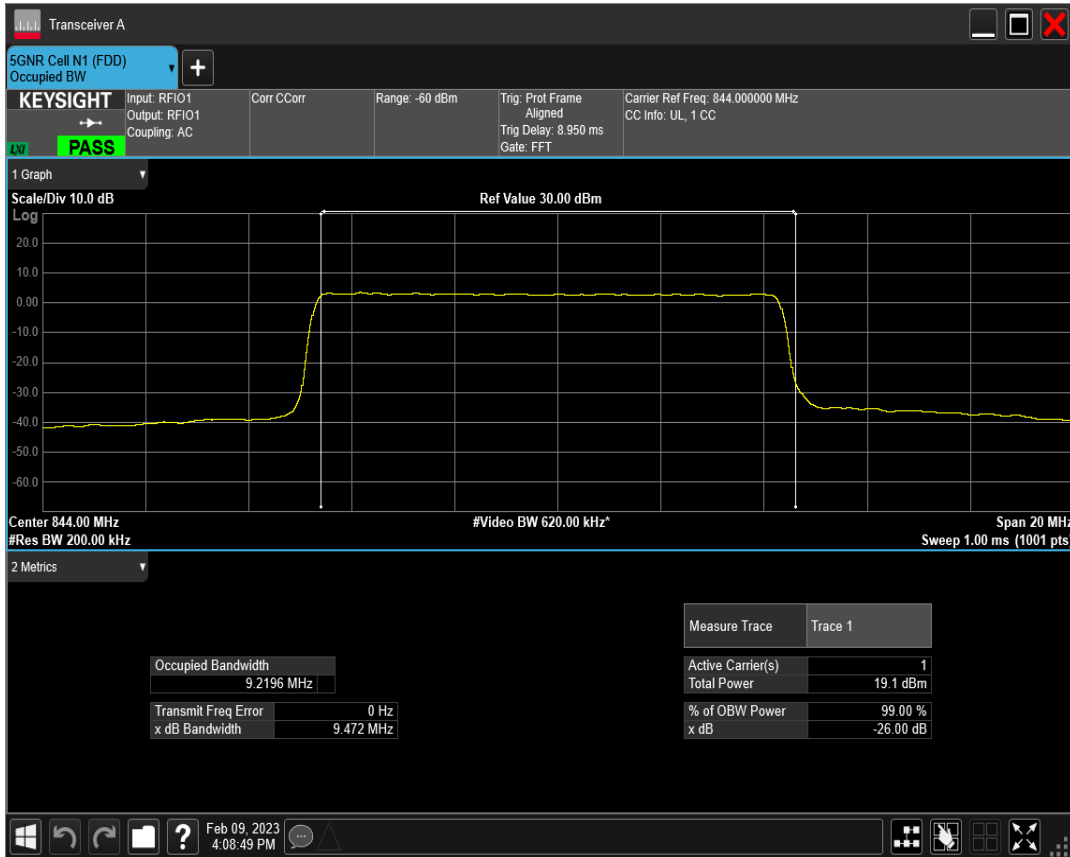 Transceiver A
5GNR Cell N1 (FDD)
Occupied BW
+
KEYSIGHT
LXI
PASS
Input: RFIO1
Output: RFIO1
Coupling: AC
Corr CCorr
Range: -60 dBm
Trig: Prot Frame
Aligned
Trig Delay: 8.950 ms
Gate: FFT
Carrier Ref Freq: 844.000000 MHz
CC Info: UL, 1 CC
1 Graph
Scale/Div 10.0 dB
Ref Value 30.00 dBm
Log
20.0
10.0
0.00
-10.0
-20.0
-30.0
-40.0
-50.0
-60.0
Center 844.00 MHz
#Video BW 620.00 kHz*
Span 20 MHz
#Res BW 200.00 kHz
Sweep 1.00 ms (1001 pts)
2 Metrics
Measure Trace Trace 1
Occupied Bandwidth
9.2196 MHz
Active Carrier(s) 1
Total Power 19.1 dBm
Transmit Freq Error 0 Hz
x dB Bandwidth 9.472 MHz
% of OBW Power 99.00 %
x dB -26.00 dB
?
Feb 09, 2023
4:08:49 PM